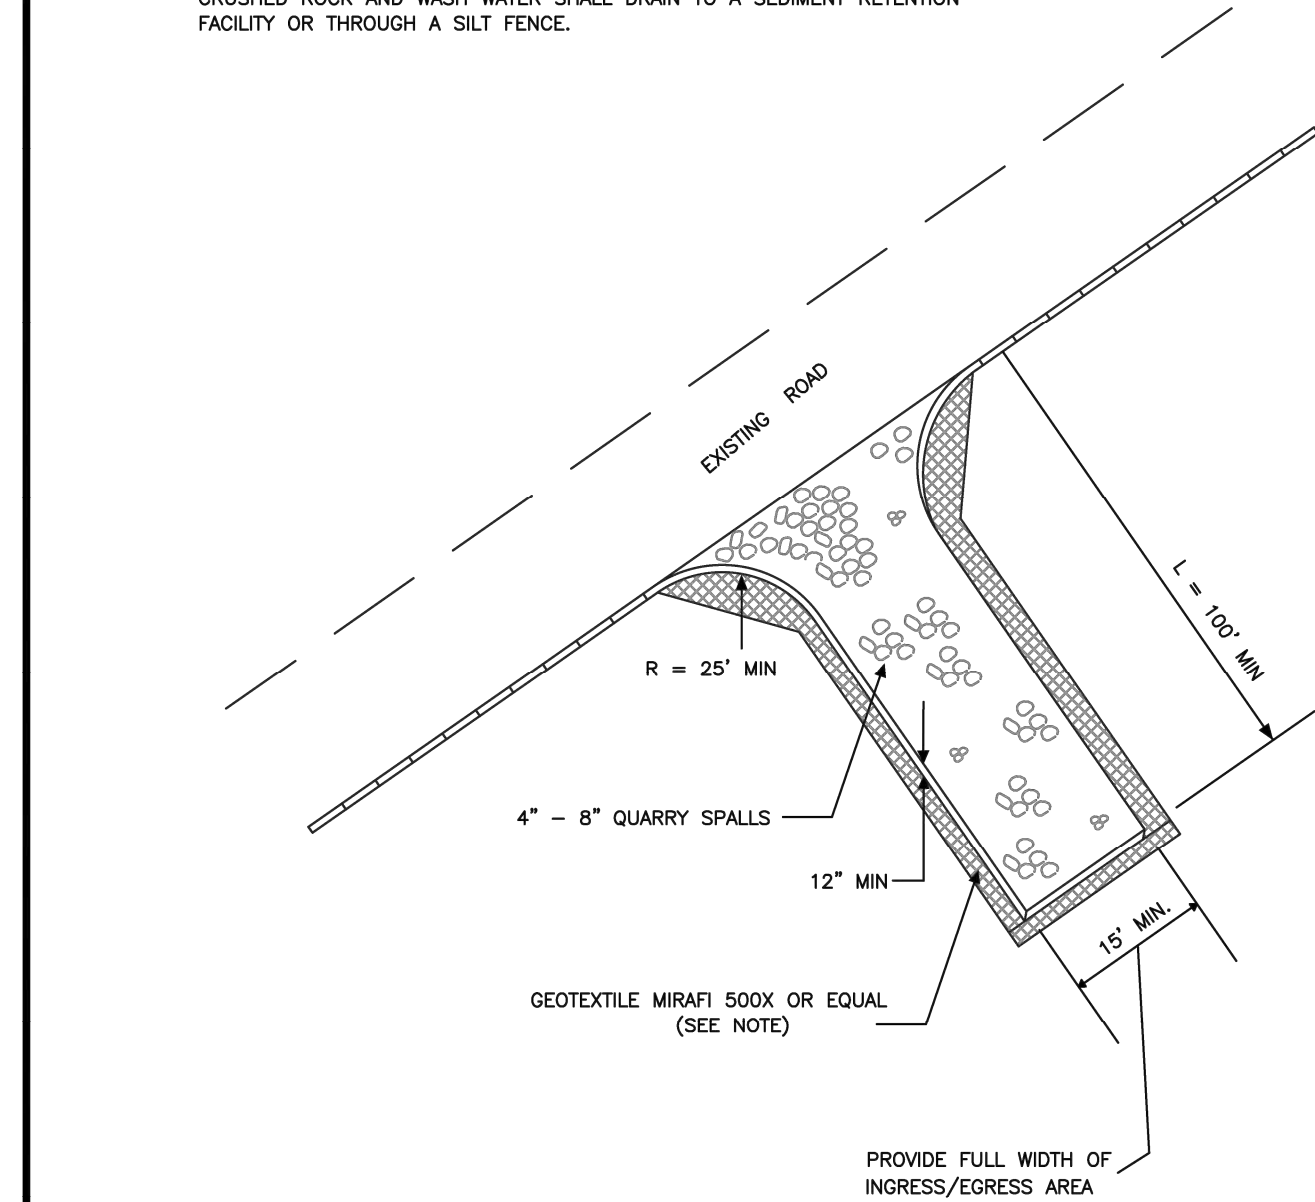 CRUSHED ROCK AND WASH WATER SHALL DRAIN TO A SEDIMENT RETENTION
FACILITY OR THROUGH A SILT FENCE.
EXISTING ROAD
L = 100' MIN
R = 25' MIN
4" – 8" QUARRY SPALLS
12" MIN
15' MIN.
GEOTEXTILE MIRAFI 500X OR EQUAL
(SEE NOTE)
PROVIDE FULL WIDTH OF
INGRESS/EGRESS AREA